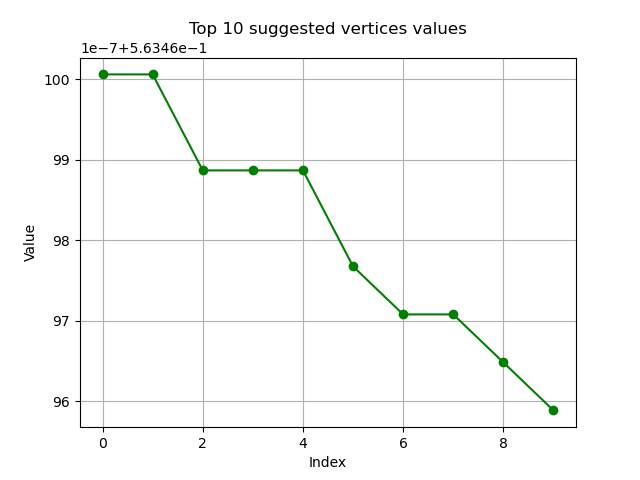 Top 10 suggested vertices values
1e−7+5.6346e−1
100
99
98
97
96
Value
0 2 4 6 8
Index